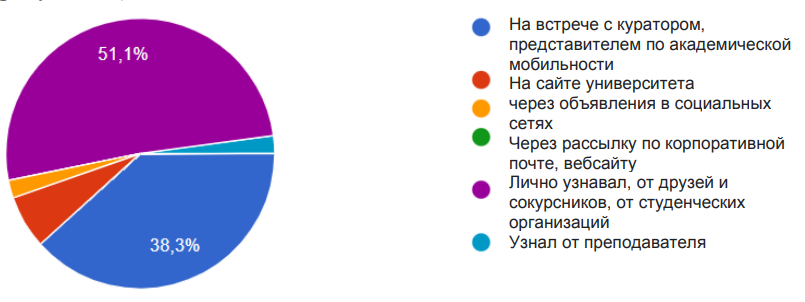 51,1%
38,3%
На встрече с куратором,
представителем по академической
мобильности
На сайте университета
через объявления в социальных
сетях
Через рассылку по корпоративной
почте, вебсайту
Лично узнавал, от друзей и
сокурсников, от студенческих
организаций
Узнал от преподавателя